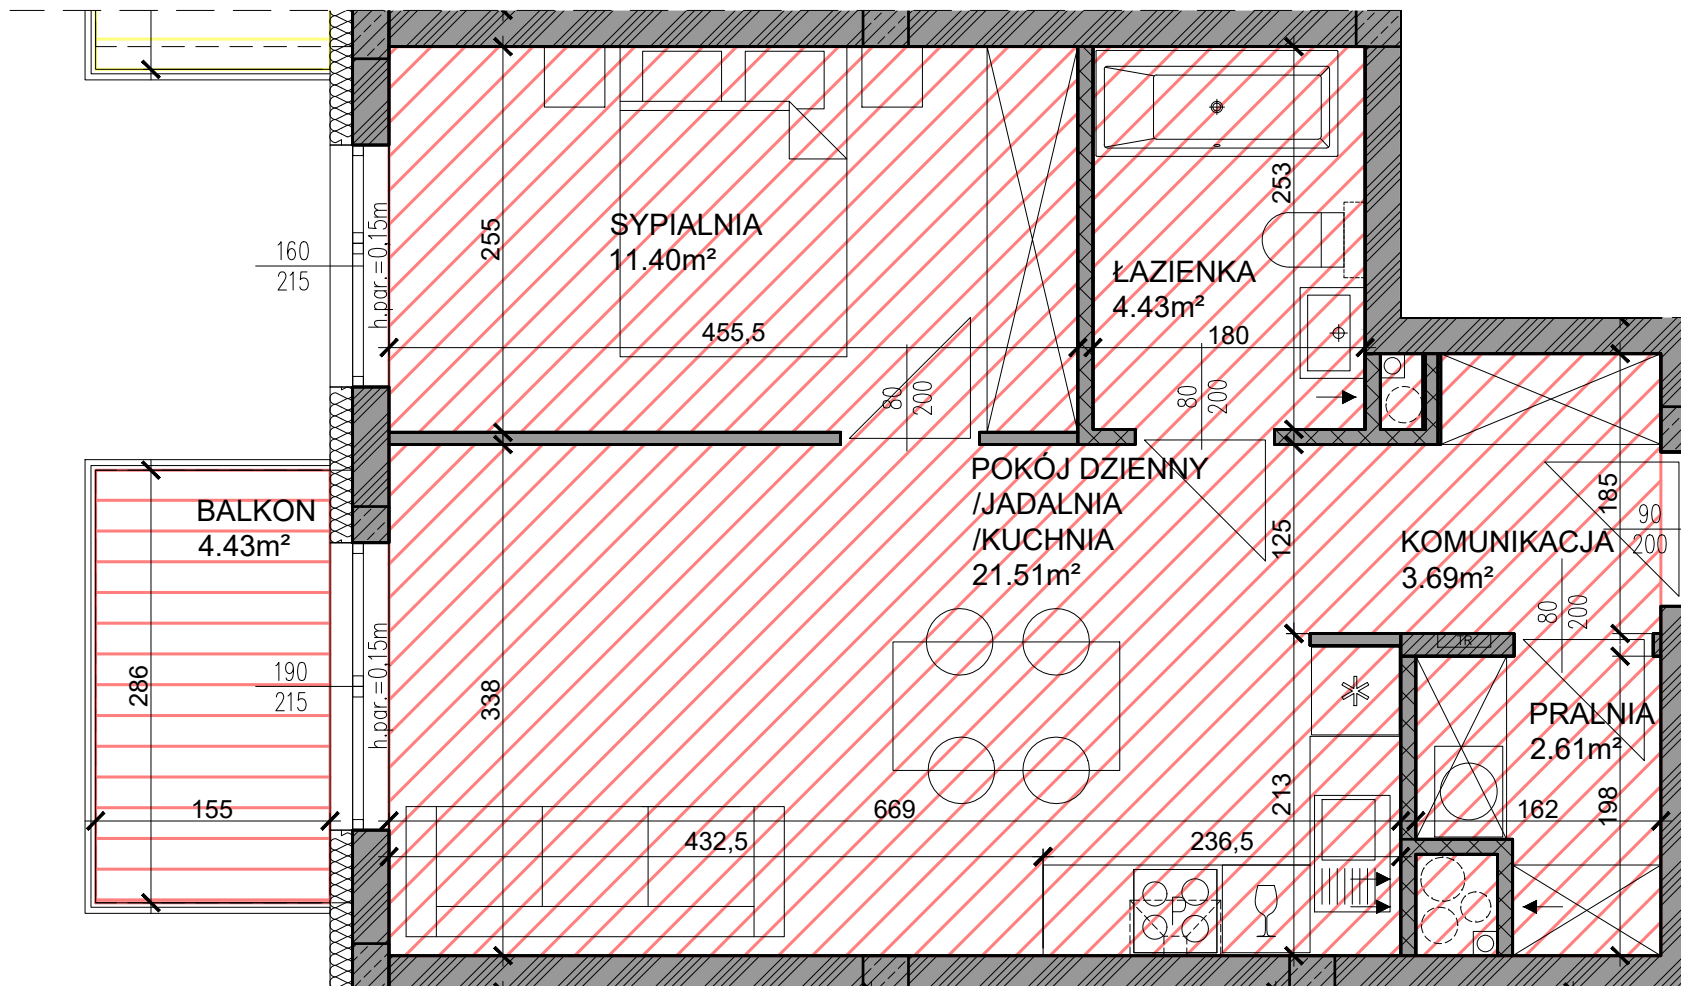 SYPIALNIA
11.40m²
255
160
215
h.par.=0,15m
455,5
80
200
ŁAZIENKA
4.43m²
253
180
80
200
POKÓJ DZIENNY
/JADALNIA
/KUCHNIA
21.51m²
125
185
90
200
KOMUNIKACJA
3.69m²
80
200
TR
BALKON
4.43m²
286
155
190
215
h.par.=0,15m
338
669
432,5
236,5
213
PRALNIA
2.61m²
162
198
P